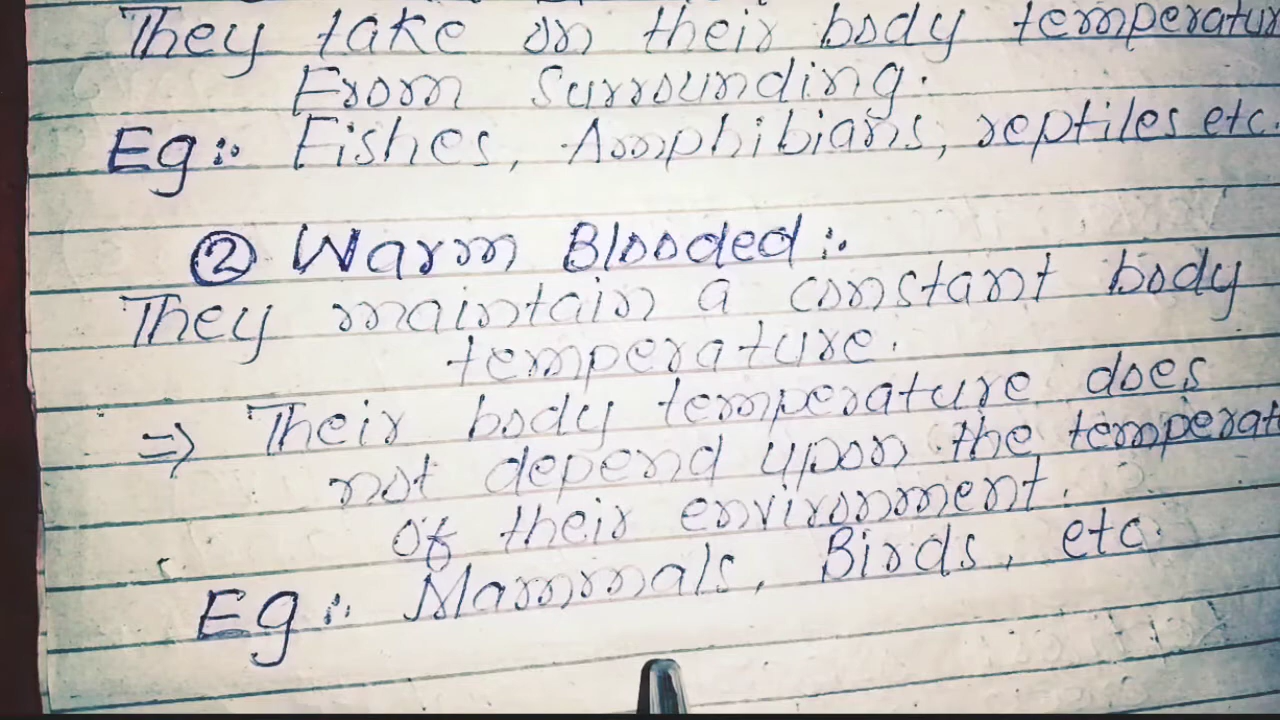 They take on their body temperatur
From Surrounding.
Eg:. Fishes, Amphibians, reptiles etc.
② Warm Blooded:.
They maintain a constant body
temperature.
⇒ Their body temperature does
not depend upon the temperat
of their environment.
Eg:. Mammals, Birds, etc.